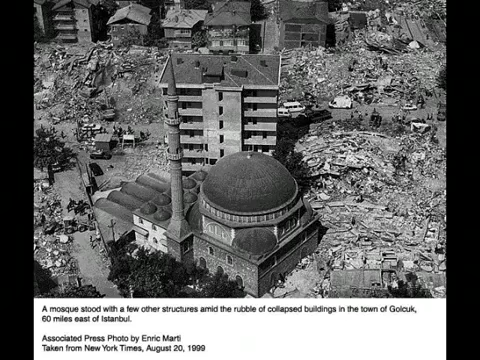 A mosque stood with a few other structures amid the rubble of collapsed buildings in the town of Golcuk,
60 miles east of Istanbul.
Associated Press Photo by Enric Marti
Taken from New York Times, August 20, 1999